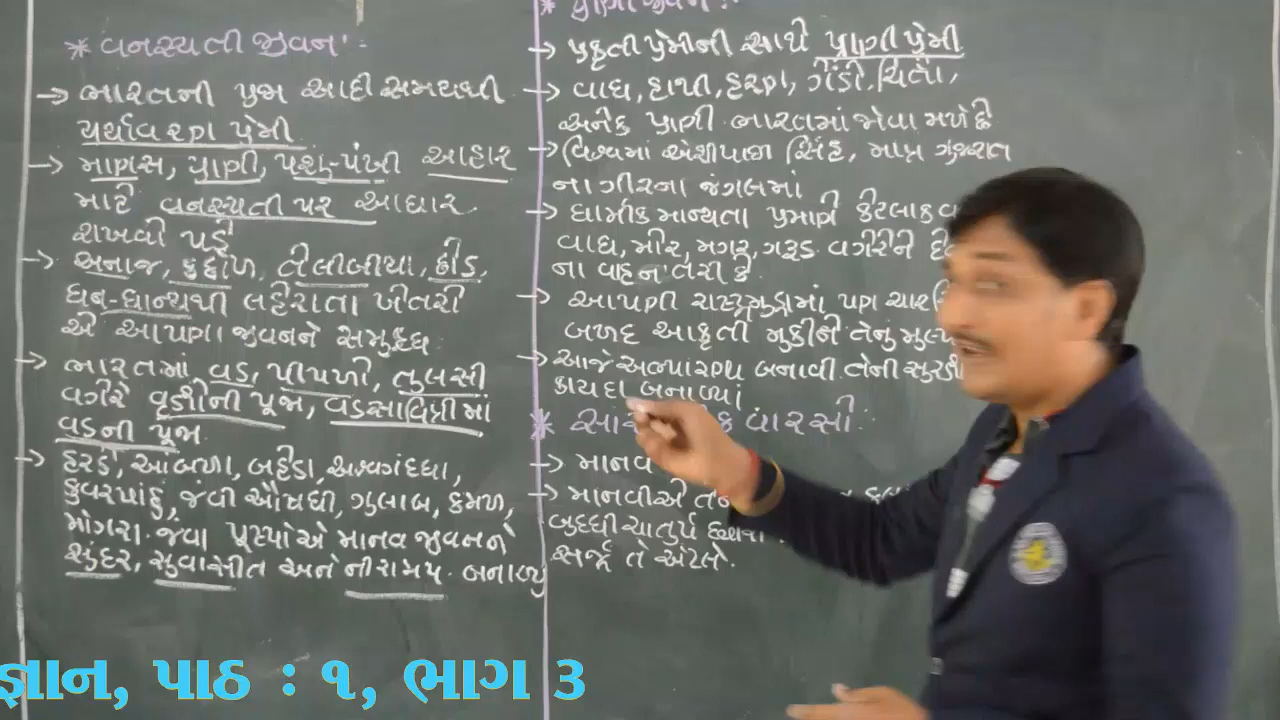 * વનસ્પતી જીવન :
→ ભારતની પ્રજા આદી સમયથી
પર્યાવરણ પ્રેમી
→ માણસ, પ્રાણી, પશુ-પંખી આહાર
માટે વનસ્પતી પર આધાર
રાખવો પડે
→ અનાજ, કઠોળ, તેલીબીયા,
ધન-ધાન્યથી લહેરાતા ખેતરો
એ આપણા જીવનને સમૃદ્ધ
→ ભારતમાં વડ, પીપળો, તુલસી
વગેરે વૃક્ષોની પૂજા, વડસાવિત્રીમાં
વડની પૂજા
→ હરડે, આંબળા, બહેડા, અશ્વગંધધા,
કુવરપાઠું, જેવી ઔષધી, ગુલાબ, કમળ,
મોગરા જેવા પુષ્પો એ માનવ જીવનને
સુંદર, સુવાસીત અને નીરામય બનાવ્યુ
* પ્રાણી જીવન :
→ પ્રકૃતી પ્રેમીની સાથે પ્રાણી પ્રેમી
→ વાઘ, હાથી, હરણ, ગેંડો, ચિત્તા,
અનેક પ્રાણી ભારતમાં જોવા મળે છે
→ વિશ્વમાં એશીયાઇ સિંહ, માત્ર ગુજરાત
ના ગીરના જંગલમાં
→ ધાર્મીક માન્યતા પ્રમાણે કેટલાક
વાઘ, મોર, મગર, ગરૂડ વગેરેને
ના વાહન તરીકે
→ આપણી રાષ્ટ્રમુદ્રામાં પણ ચાર
બળદ આકૃતી મુકીને તેનુ
→ આજે અભ્યારણ્ય બનાવી તેની
કાયદા બનાવ્યાં
* વારસો :
→ માનવ
→ માનવીએ
બુદ્ધી ચાતુર્ય
સર્જ્યુ તે એટલે
જ્ઞાન, પાઠ : ૧, ભાગ 3